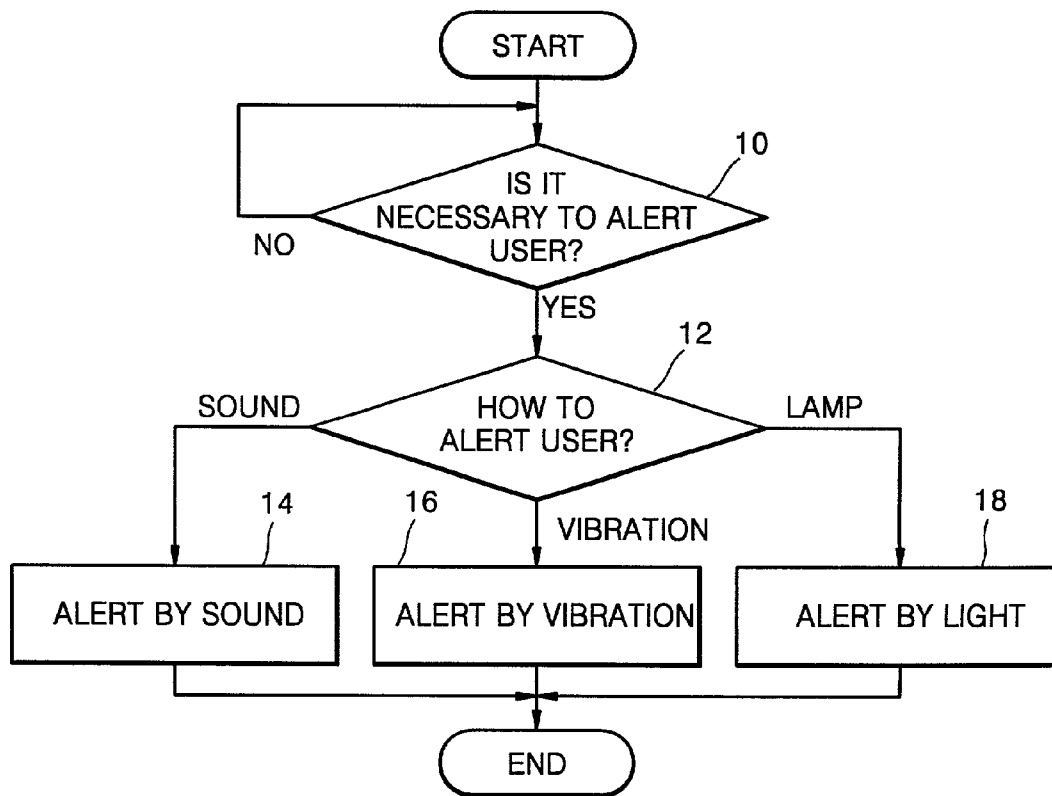 START
10
IS IT
NECESSARY TO ALERT
USER?
NO
YES
12
SOUND
HOW TO
ALERT USER?
LAMP
14
16
VIBRATION
18
ALERT BY SOUND
ALERT BY VIBRATION
ALERT BY LIGHT
END